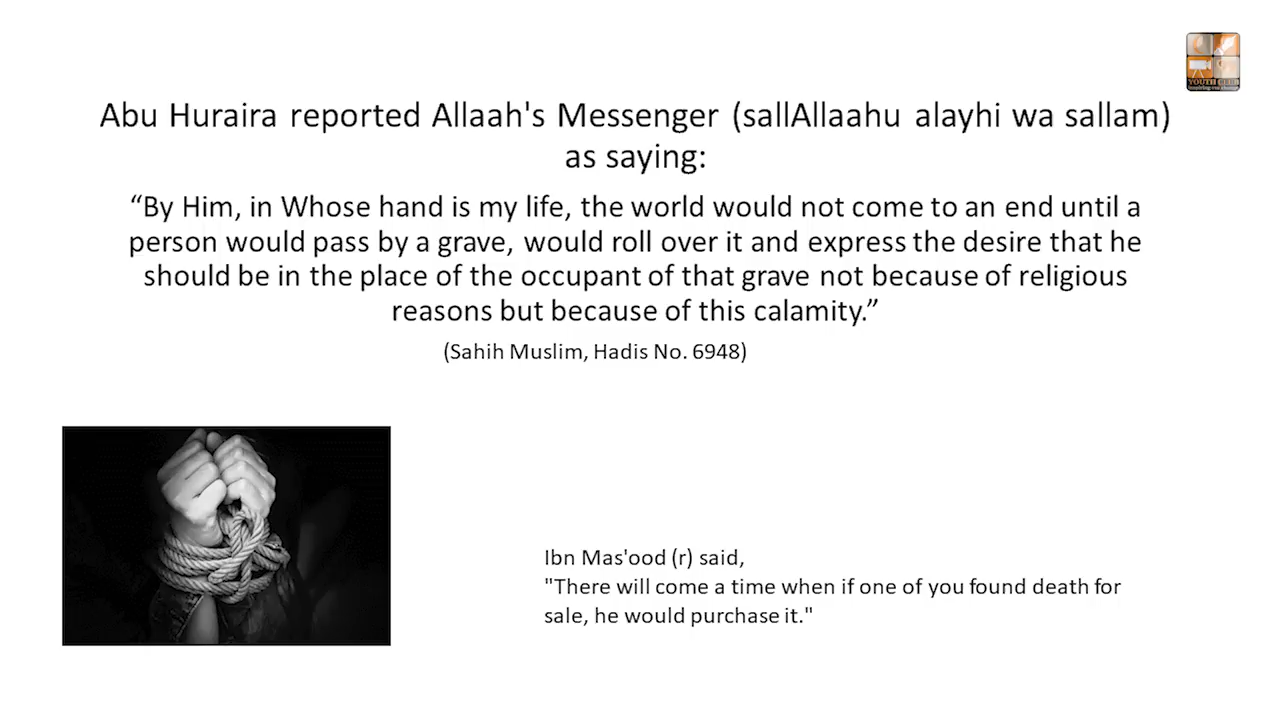 Abu Huraira reported Allaah's Messenger (sallAllaahu alayhi wa sallam)
as saying:
“By Him, in Whose hand is my life, the world would not come to an end until a
person would pass by a grave, would roll over it and express the desire that he
should be in the place of the occupant of that grave not because of religious
reasons but because of this calamity.”
(Sahih Muslim, Hadis No. 6948)
Ibn Mas'ood (r) said,
"There will come a time when if one of you found death for
sale, he would purchase it."
YOUTH CLUB